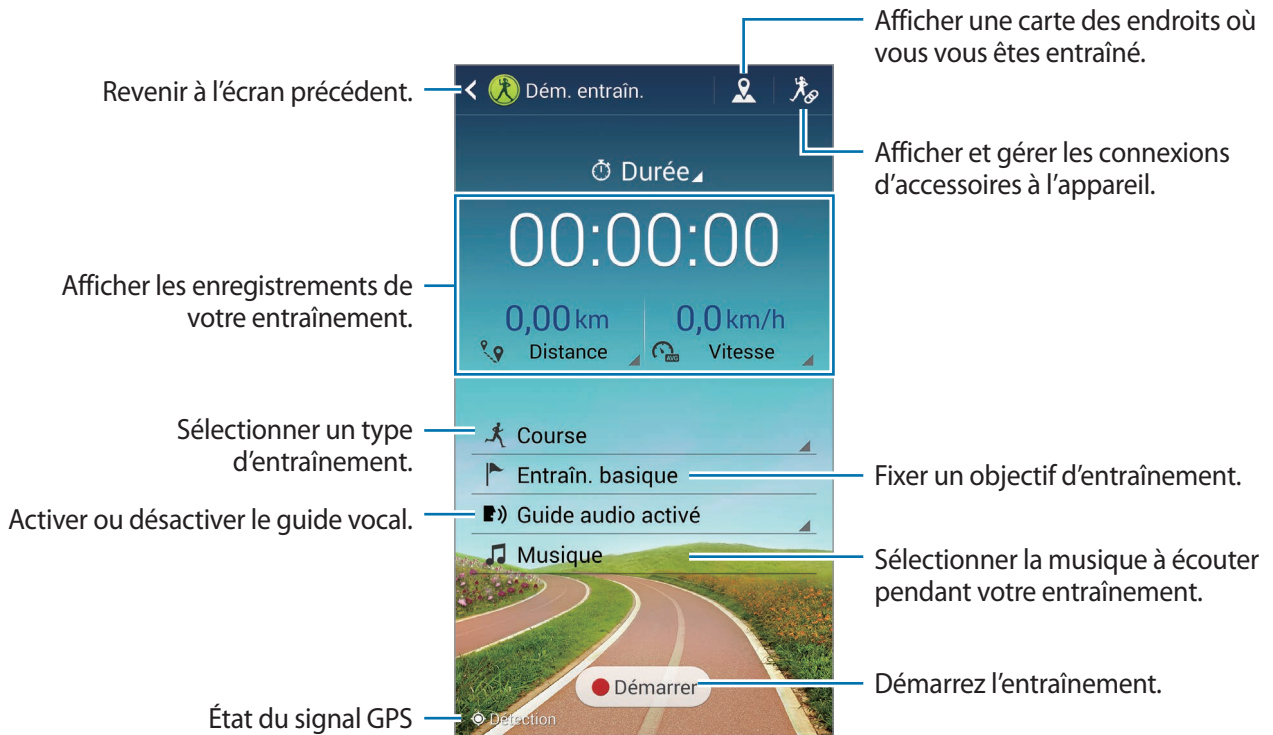 Afficher une carte des endroits où
vous vous êtes entraîné.
Revenir à l'écran précédent.
Dém. entraîn.
Afficher et gérer les connexions
d'accessoires à l'appareil.
Durée
00:00:00
Afficher les enregistrements de
votre entraînement.
0,00 km
0,0 km/h
Distance
AVG
Vitesse
Sélectionner un type
d'entraînement.
Course
Entraîn. basique
Fixer un objectif d'entraînement.
Activer ou désactiver le guide vocal.
Guide audio activé
Musique
Sélectionner la musique à écouter
pendant votre entraînement.
Démarrer
Démarrez l'entraînement.
État du signal GPS
Détection